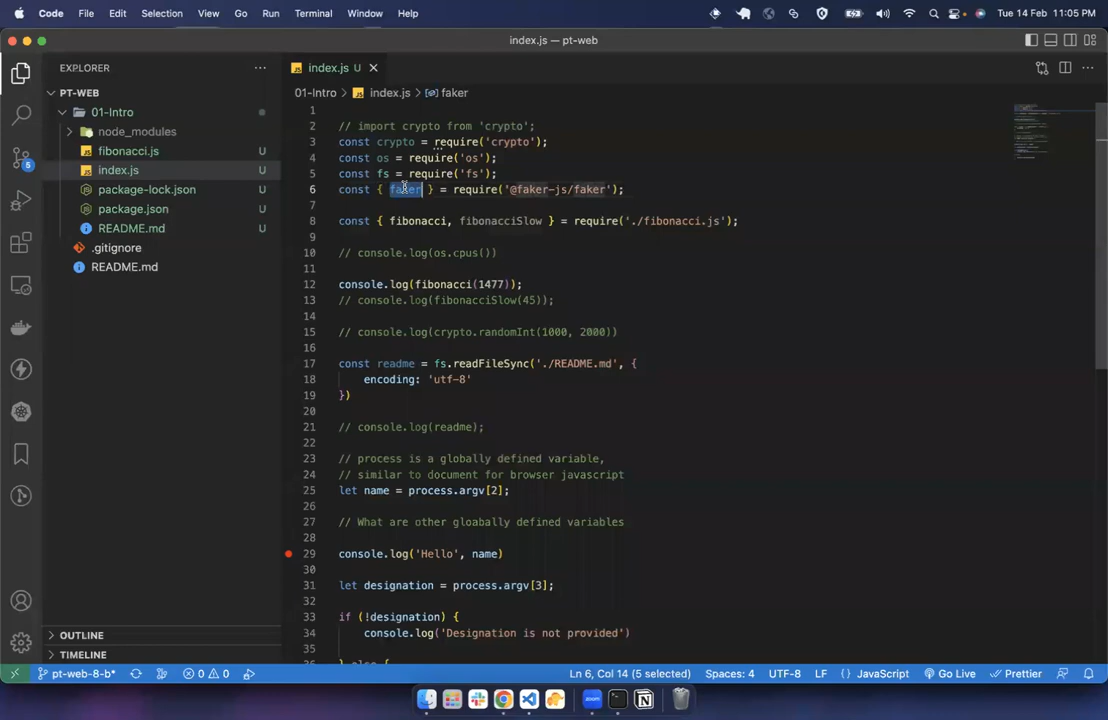 Code File Edit Selection View Go Run Terminal Window Help Tue 14 Feb 11:05 PM
index.js — pt-web
EXPLORER
index.js U
PT-WEB
01-Intro > index.js > faker
01-Intro
node_modules
fibonacci.js U
index.js U
package-lock.json U
package.json U
README.md U
.gitignore
README.md
5
OUTLINE
TIMELINE
1
2 // import crypto from 'crypto';
3 const crypto = require('crypto');
4 const os = require('os');
5 const fs = require('fs');
6 const { faker } = require('@faker-js/faker');
7
8 const { fibonacci, fibonacciSlow } = require('./fibonacci.js');
9
10 // console.log(os.cpus())
11
12 console.log(fibonacci(1477));
13 // console.log(fibonacciSlow(45));
14
15 // console.log(crypto.randomInt(1000, 2000))
16
17 const readme = fs.readFileSync('./README.md', {
18 encoding: 'utf-8'
19 })
20
21 // console.log(readme);
22
23 // process is a globally defined variable,
24 // similar to document for browser javascript
25 let name = process.argv[2];
26
27 // What are other gloabally defined variables
28
29 console.log('Hello', name)
30
31 let designation = process.argv[3];
32
33 if (!designation) {
34 console.log('Designation is not provided')
35
36 } else {
pt-web-8-b* 0 0 Ln 6, Col 14 (5 selected) Spaces: 4 UTF-8 LF JavaScript Go Live Prettier
zoom